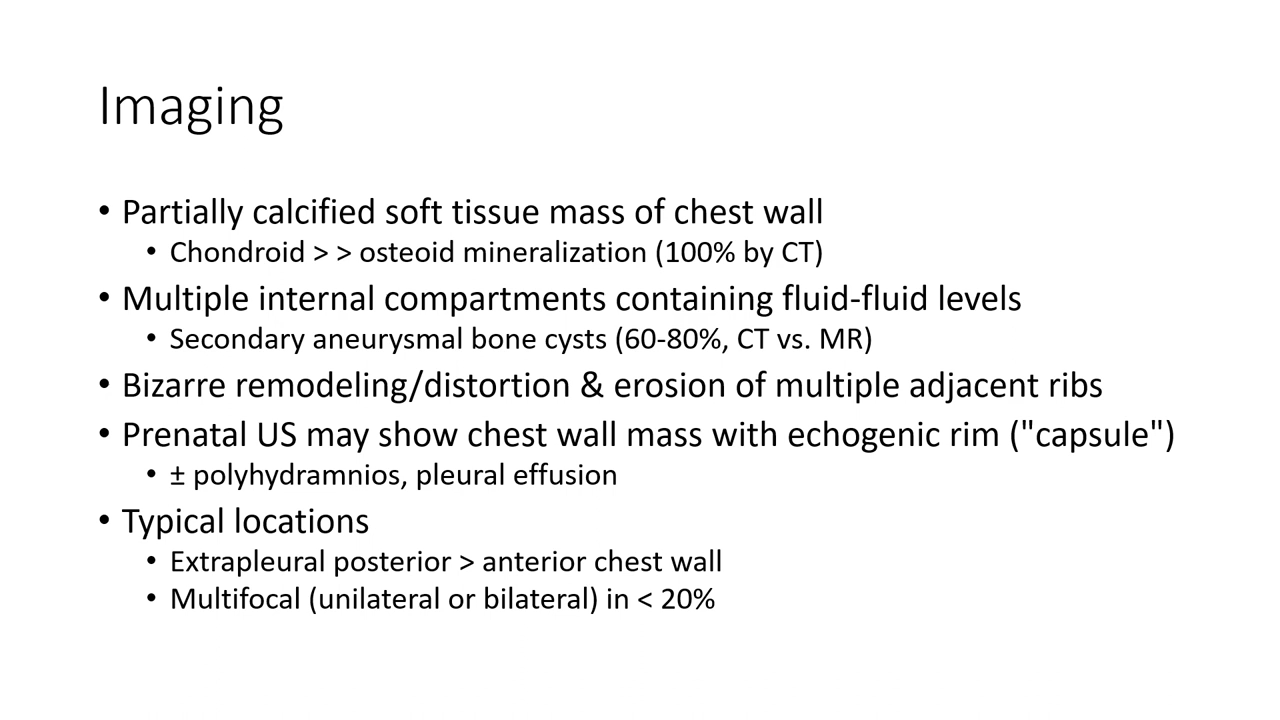 Imaging
• Partially calcified soft tissue mass of chest wall
• Chondroid > > osteoid mineralization (100% by CT)
• Multiple internal compartments containing fluid-fluid levels
• Secondary aneurysmal bone cysts (60-80%, CT vs. MR)
• Bizarre remodeling/distortion & erosion of multiple adjacent ribs
• Prenatal US may show chest wall mass with echogenic rim ("capsule")
• ± polyhydramnios, pleural effusion
• Typical locations
• Extrapleural posterior > anterior chest wall
• Multifocal (unilateral or bilateral) in < 20%